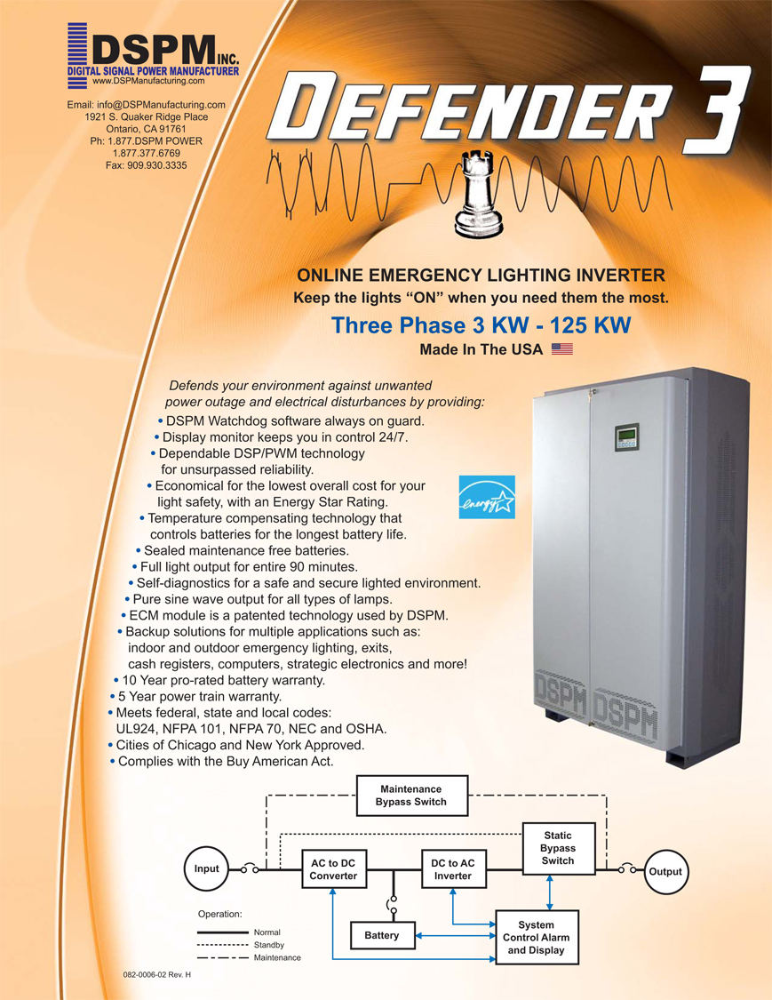 DSPM INC.
DIGITAL SIGNAL POWER MANUFACTURER
www.DSPManufacturing.com
Email: info@DSPManufacturing.com
1921 S. Quaker Ridge Place
Ontario, CA 91761
Ph: 1.877.DSPM POWER
1.877.377.6769
Fax: 909.930.3335
DEFENDER 3
ONLINE EMERGENCY LIGHTING INVERTER
Keep the lights “ON” when you need them the most.
Three Phase 3 KW - 125 KW
Made In The USA
Defends your environment against unwanted
power outage and electrical disturbances by providing:
• DSPM Watchdog software always on guard.
• Display monitor keeps you in control 24/7.
• Dependable DSP/PWM technology
for unsurpassed reliability.
• Economical for the lowest overall cost for your
light safety, with an Energy Star Rating.
• Temperature compensating technology that
controls batteries for the longest battery life.
• Sealed maintenance free batteries.
• Full light output for entire 90 minutes.
• Self-diagnostics for a safe and secure lighted environment.
• Pure sine wave output for all types of lamps.
• ECM module is a patented technology used by DSPM.
• Backup solutions for multiple applications such as:
indoor and outdoor emergency lighting, exits,
cash registers, computers, strategic electronics and more!
• 10 Year pro-rated battery warranty.
• 5 Year power train warranty.
• Meets federal, state and local codes:
UL924, NFPA 101, NFPA 70, NEC and OSHA.
• Cities of Chicago and New York Approved.
• Complies with the Buy American Act.
energy
DSPM DSPM
Maintenance
Bypass Switch
Static
Bypass
Switch
Input
AC to DC
Converter
DC to AC
Inverter
Output
Battery
System
Control Alarm
and Display
Operation:
Normal
Standby
Maintenance
082-0006-02 Rev. H